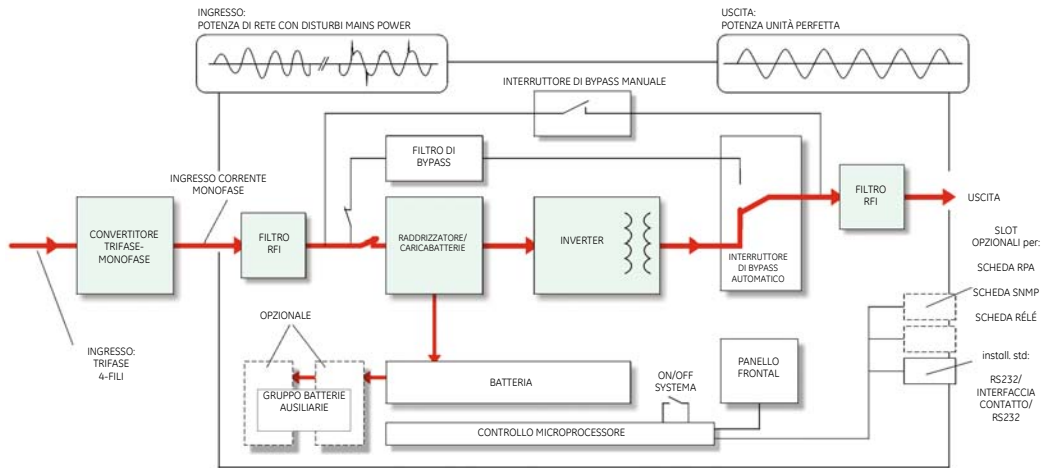 INGRESSO:
POTENZA DI RETE CON DISTURBI MAINS POWER
USCITA:
POTENZA UNITÀ PERFETTA
INTERRUTTORE DI BYPASS MANUALE
FILTRO DI
BYPASS
INGRESSO CORRENTE
MONOFASE
CONVERTITORE
TRIFASE-
MONOFASE
FILTRO
RFI
RADDRIZZATORE/
CARICABATTERIE
INVERTER
INTERRUTTORE
DI BYPASS
AUTOMATICO
FILTRO
RFI
USCITA
SLOT
OPZIONALI per:
SCHEDA RPA
SCHEDA SNMP
SCHEDA RÉLÉ
install. std:
RS232/
INTERFACCIA
CONTATTO/
RS232
INGRESSO:
TRIFASE
4-FILI
OPZIONALE
GRUPPO BATTERIE
AUSILIARIE
BATTERIA
ON/OFF
SYSTEMA
PANELLO
FRONTAL
CONTROLLO MICROPROCESSORE